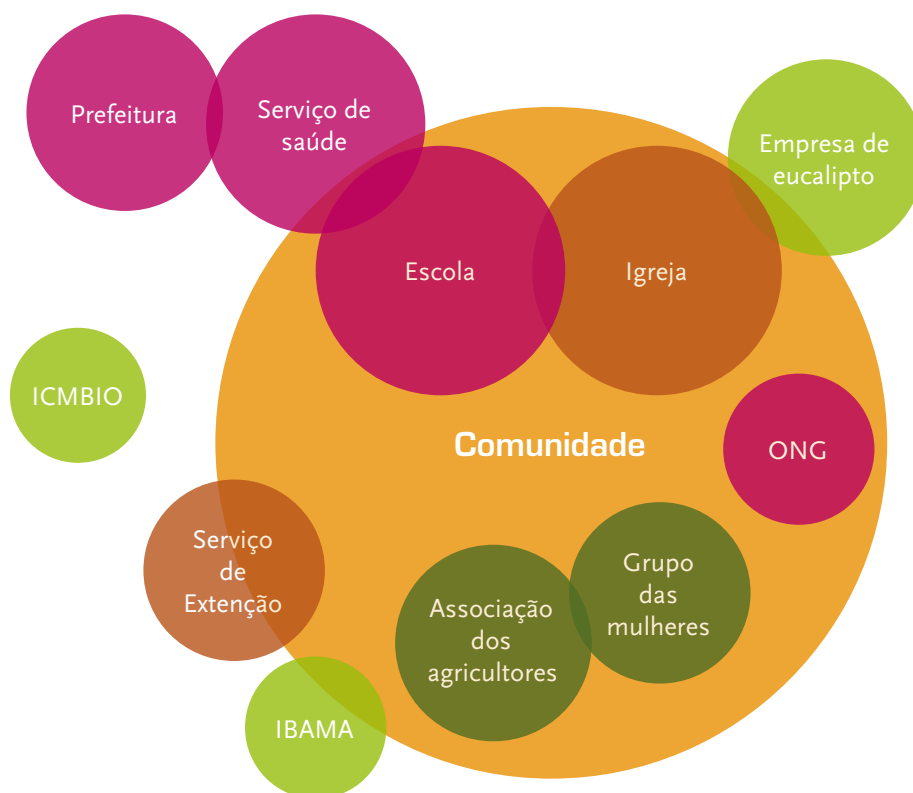 Prefeitura
Serviço de
saúde
Empresa de
eucalipto
Escola
Igreja
ICMBIO
Comunidade
ONG
Serviço
de
Extenção
Associação
dos
agricultores
Grupo
das
mulheres
IBAMA